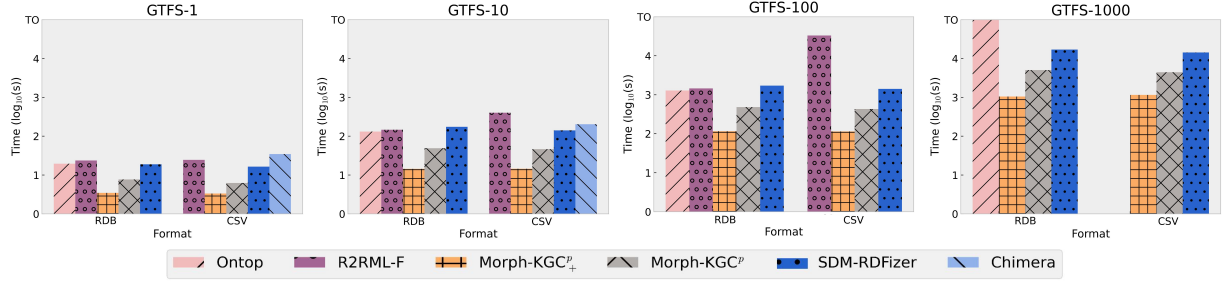 GTFS-1
TO
4
3
2
1
0
Time (log₁₀(s))
RDB
CSV
Format
GTFS-10
TO
4
3
2
1
0
Time (log₁₀(s))
RDB
CSV
Format
GTFS-100
TO
4
3
2
1
0
Time (log₁₀(s))
RDB
CSV
Format
GTFS-1000
TO
4
3
2
1
0
Time (log₁₀(s))
RDB
CSV
Format
Ontop R2RML-F Morph-KGC₊ᵖ Morph-KGCᵖ SDM-RDFizer Chimera